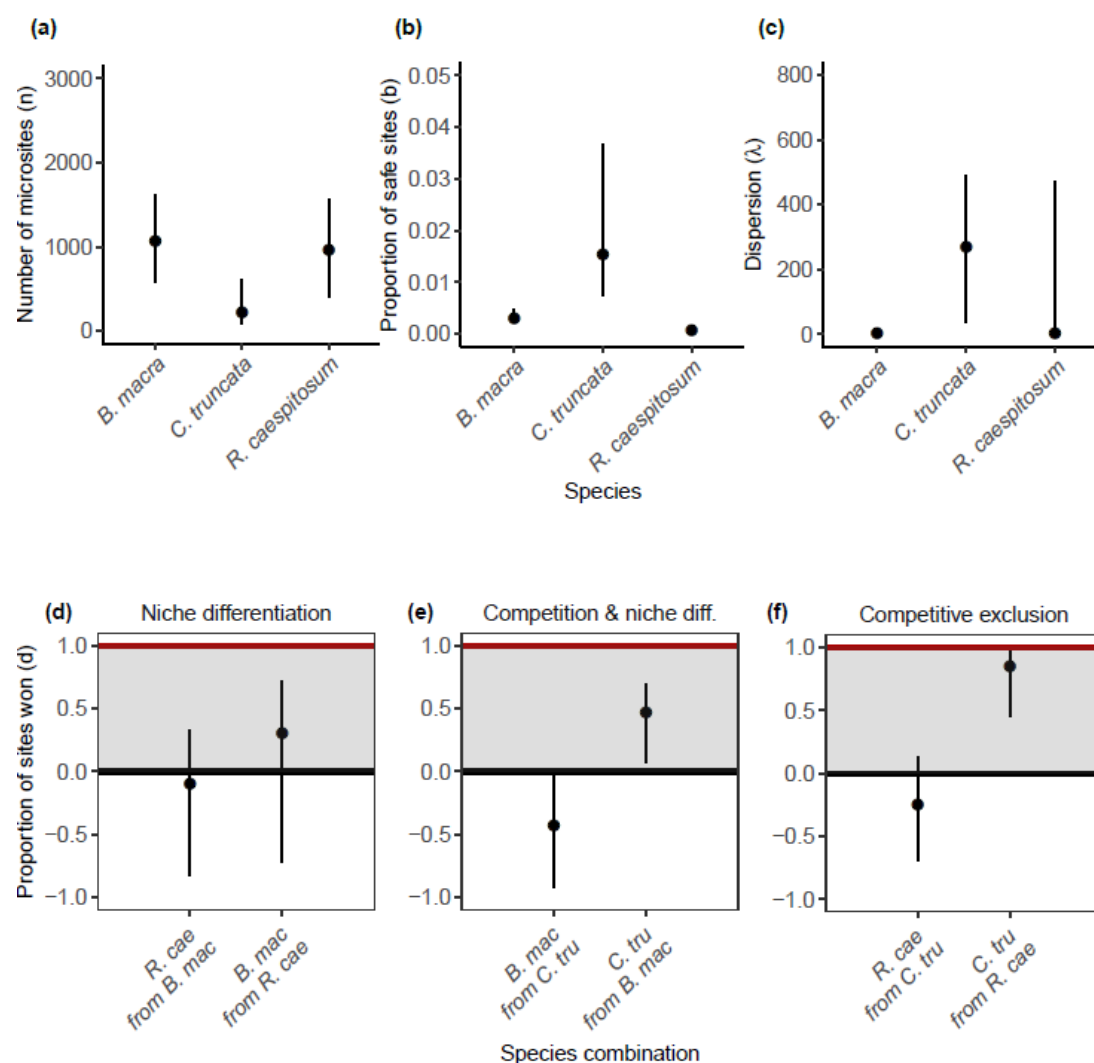 (a)
Number of microsites (n)
3000
2000
1000
0
B. macra
C. truncata
R. caespitosum
(b)
Proportion of safe sites (b)
0.05
0.04
0.03
0.02
0.01
0.00
B. macra
C. truncata
R. caespitosum
(c)
Dispersion (λ)
800
600
400
200
0
B. macra
C. truncata
R. caespitosum
Species
(d)
Niche differentiation
Proportion of sites won (d)
1.0
0.5
0.0
−0.5
−1.0
R. cae
from B. mac
B. mac
from R. cae
(e)
Competition & niche diff.
1.0
0.5
0.0
−0.5
−1.0
B. mac
from C. tru
C. tru
from B. mac
(f)
Competitive exclusion
1.0
0.5
0.0
−0.5
−1.0
R. cae
from C. tru
C. tru
from R. cae
Species combination